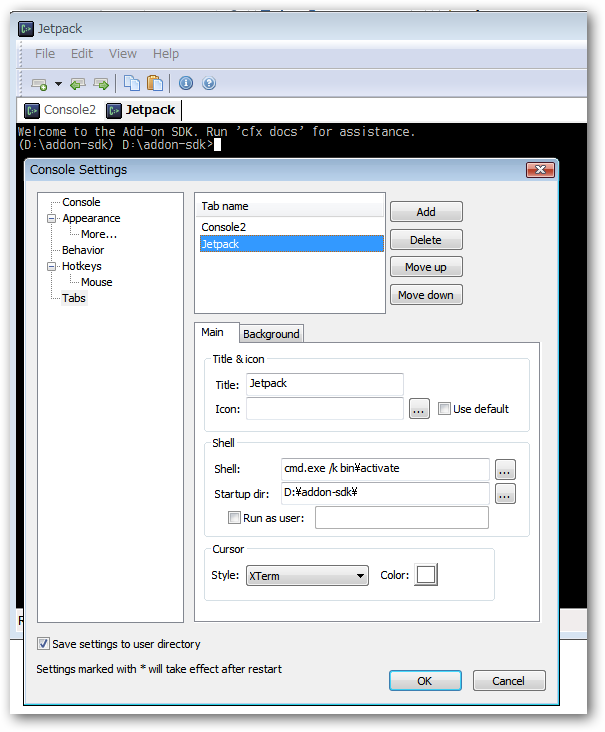 Jetpack
File Edit View Help
Console2 Jetpack
Welcome to the Add-on SDK. Run 'cfx docs' for assistance.
(D:\addon-sdk) D:\addon-sdk>
Console Settings
Console
Appearance
More...
Behavior
Hotkeys
Mouse
Tabs
Tab name
Console2
Jetpack
Add
Delete
Move up
Move down
Main Background
Title & icon
Title: Jetpack
Icon: ... Use default
Shell
Shell: cmd.exe /k bin¥activate ...
Startup dir: D:¥addon-sdk¥ ...
Run as user:
Cursor
Style: XTerm Color:
Save settings to user directory
Settings marked with * will take effect after restart
OK Cancel